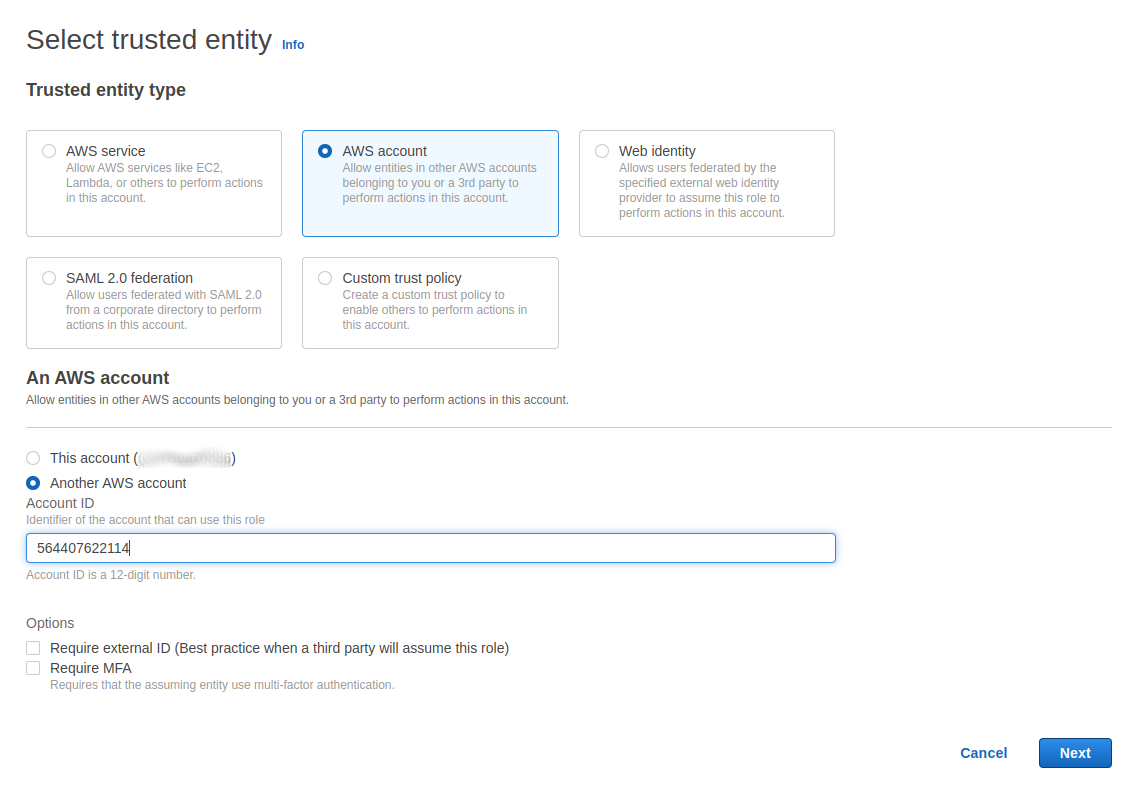 Select trusted entity Info
Trusted entity type
AWS service
Allow AWS services like EC2,
Lambda, or others to perform actions
in this account.
AWS account
Allow entities in other AWS accounts
belonging to you or a 3rd party to
perform actions in this account.
Web identity
Allows users federated by the
specified external web identity
provider to assume this role to
perform actions in this account.
SAML 2.0 federation
Allow users federated with SAML 2.0
from a corporate directory to perform
actions in this account.
Custom trust policy
Create a custom trust policy to
enable others to perform actions in
this account.
An AWS account
Allow entities in other AWS accounts belonging to you or a 3rd party to perform actions in this account.
This account ()
Another AWS account
Account ID
Identifier of the account that can use this role
564407622114
Account ID is a 12-digit number.
Options
Require external ID (Best practice when a third party will assume this role)
Require MFA
Requires that the assuming entity use multi-factor authentication.
Cancel
Next